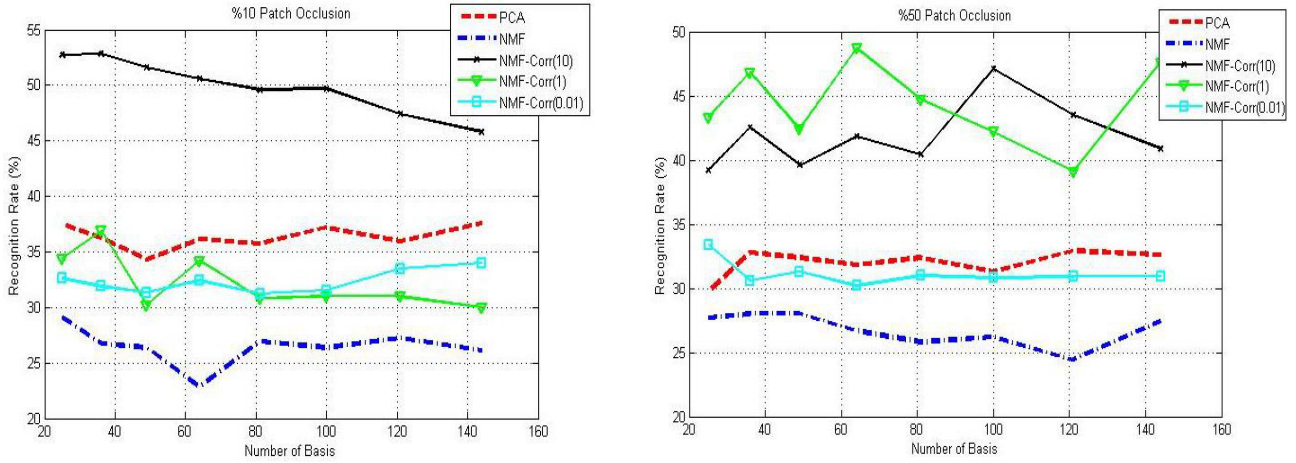 %10 Patch Occlusion
55
50
45
40
35
30
25
20
Recognition Rate (%)
20
40
60
80
100
120
140
160
Number of Basis
PCA
NMF
NMF-Corr(10)
NMF-Corr(1)
NMF-Corr(0.01)
%50 Patch Occlusion
50
45
40
35
30
25
20
Recognition Rate (%)
20
40
60
80
100
120
140
160
Number of Basis
PCA
NMF
NMF-Corr(10)
NMF-Corr(1)
NMF-Corr(0.01)